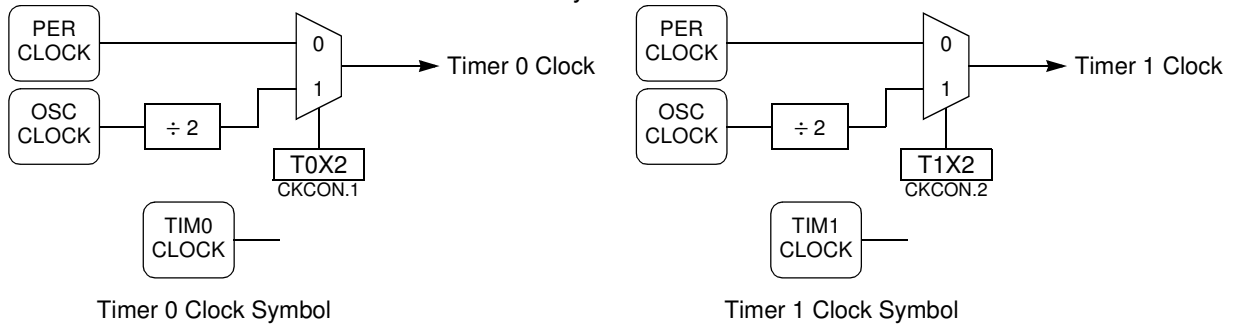 PER
CLOCK
0
Timer 0 Clock
1
OSC
CLOCK
÷ 2
T0X2
CKCON.1
TIM0
CLOCK
Timer 0 Clock Symbol
PER
CLOCK
0
Timer 1 Clock
1
OSC
CLOCK
÷ 2
T1X2
CKCON.2
TIM1
CLOCK
Timer 1 Clock Symbol